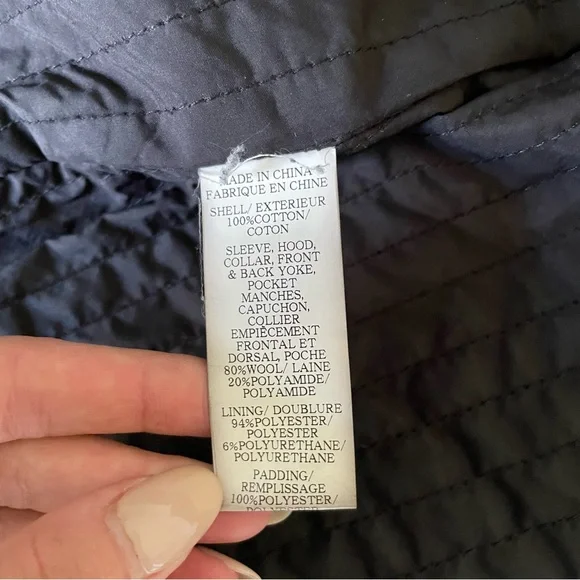 MADE IN CHINA
FABRIQUE EN CHINE
SHELL/ EXTERIEUR
100%COTTON/
COTON
SLEEVE, HOOD,
COLLAR, FRONT
& BACK YOKE,
POCKET
MANCHES,
CAPUCHON,
COLLIER
EMPIÈCEMENT
FRONTAL ET
DORSAL, POCHE
80%WOOL/ LAINE
20%POLYAMIDE/
POLYAMIDE
LINING/ DOUBLURE
94%POLYESTER/
POLYESTER
6%POLYURETHANE/
POLYURETHANE
PADDING/
REMPLISSAGE
100%POLYESTER/
POLYESTER